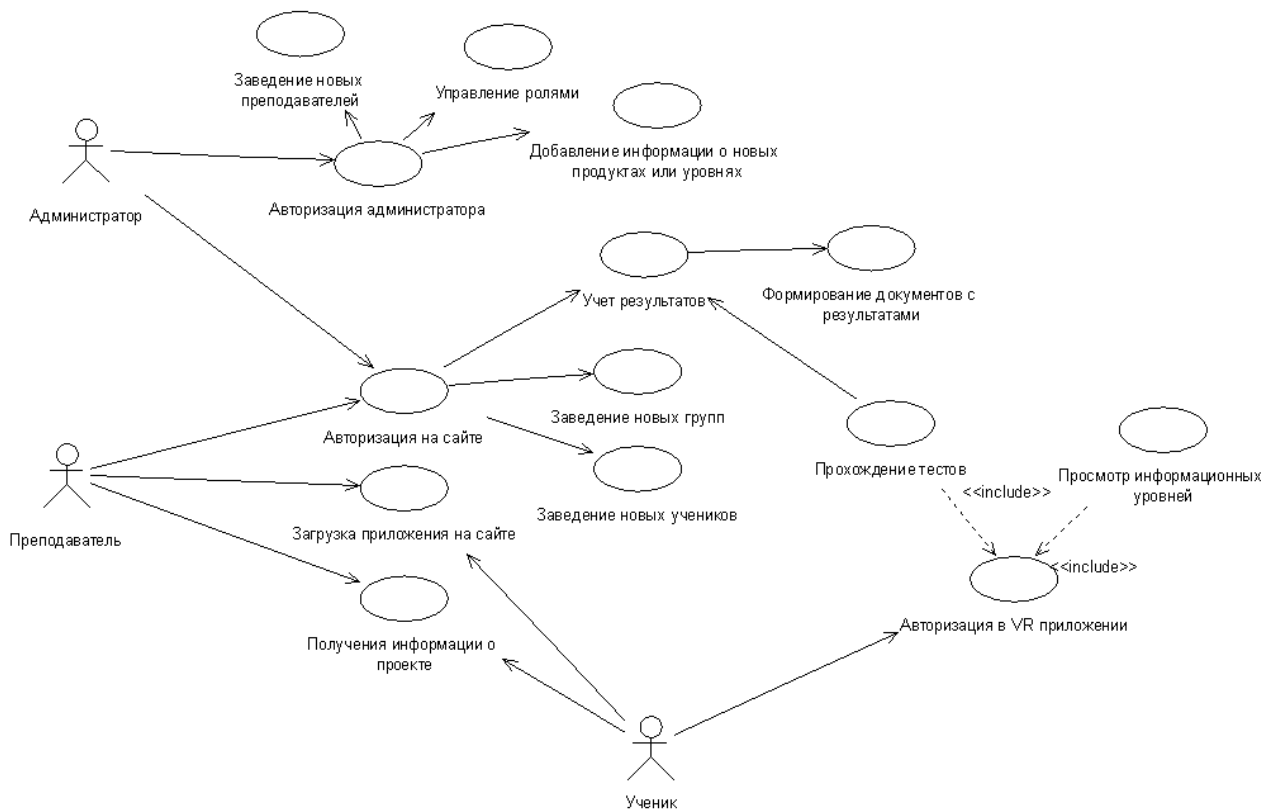 Заведение новых
преподавателей
Управление ролями
Добавление информации о новых
продуктах или уровнях
Администратор
Авторизация администратора
Учет результатов
Формирование документов с
результатами
Авторизация на сайте
Заведение новых групп
Прохождение тестов
Просмотр информационных
уровней
<<include>>
Преподаватель
Загрузка приложения на сайте
Заведение новых учеников
<<include>>
Авторизация в VR приложении
Получения информации о
проекте
Ученик